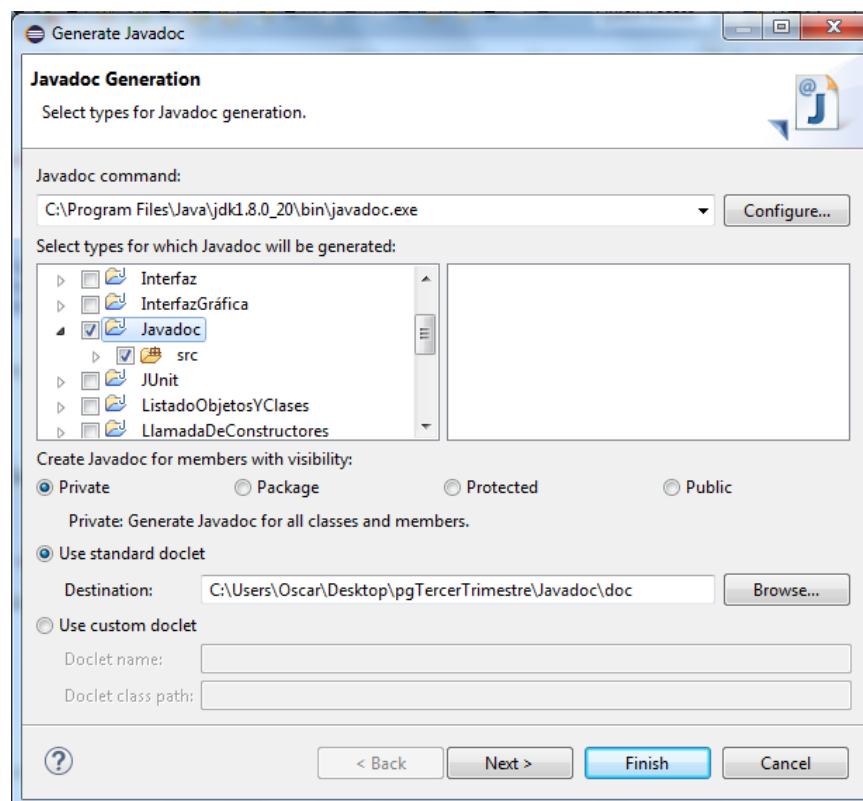 Generate Javadoc
Javadoc Generation
Select types for Javadoc generation.
Javadoc command:
C:\Program Files\Java\jdk1.8.0_20\bin\javadoc.exe
Configure...
Select types for which Javadoc will be generated:
Interfaz
InterfazGráfica
Javadoc
src
JUnit
ListadoObjetosYClases
LlamadaDeConstructores
Create Javadoc for members with visibility:
Private Package Protected Public
Private: Generate Javadoc for all classes and members.
Use standard doclet
Destination: C:\Users\Oscar\Desktop\pgTercerTrimestre\Javadoc\doc Browse...
Use custom doclet
Doclet name:
Doclet class path:
< Back Next > Finish Cancel